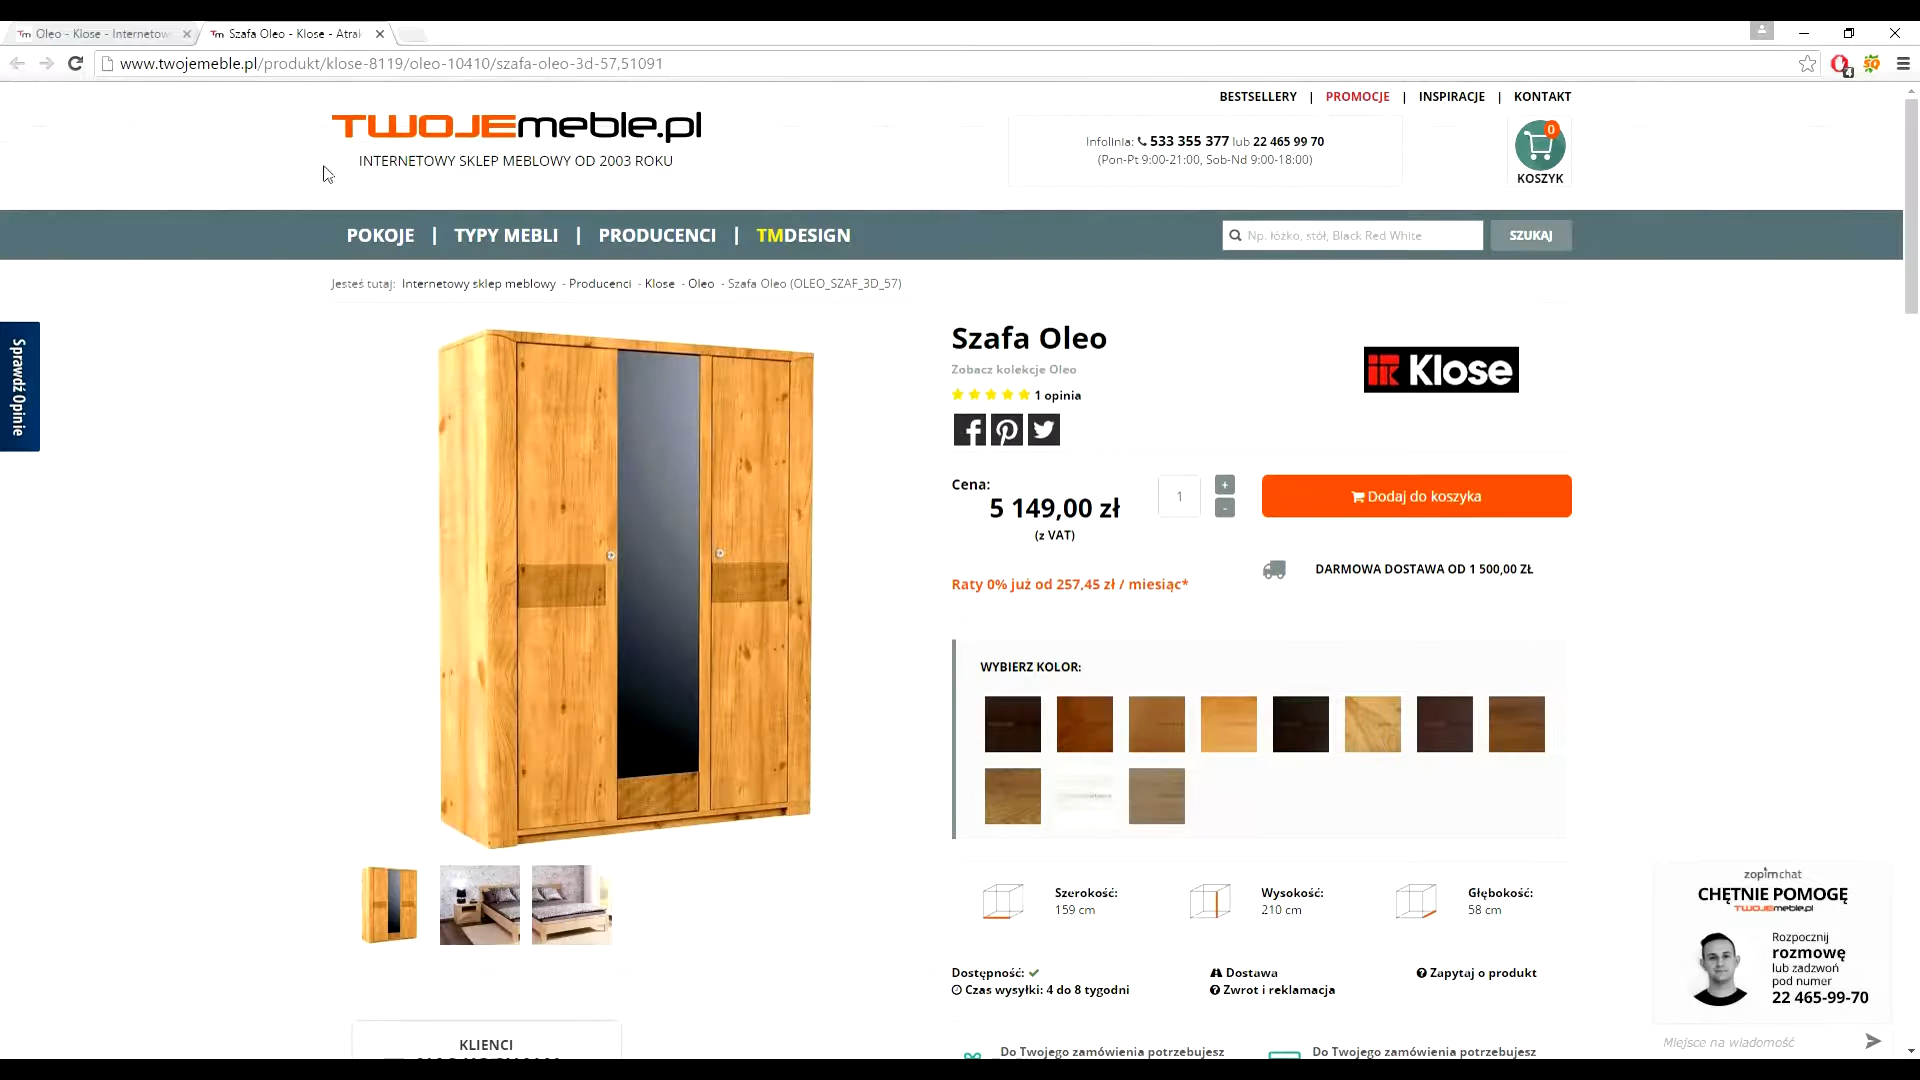 Oleo - Klose - Internetow
Szafa Oleo - Klose - Atrak
www.twojemeble.pl/produkt/klose-8119/oleo-10410/szafa-oleo-3d-57,51091
4
BESTSELLERY | PROMOCJE | INSPIRACJE | KONTAKT
TWOJEmeble.pl
INTERNETOWY SKLEP MEBLOWY OD 2003 ROKU
Infolinia: 533 355 377 lub 22 465 99 70
(Pon-Pt 9:00-21:00, Sob-Nd 9:00-18:00)
0
KOSZYK
POKOJE | TYPY MEBLI | PRODUCENCI | TMDESIGN
Np. łóżko, stół, Black Red White
SZUKAJ
Jesteś tutaj: Internetowy sklep meblowy - Producenci - Klose - Oleo - Szafa Oleo (OLEO_SZAF_3D_57)
Sprawdź Opinie
Szafa Oleo
Zobacz kolekcje Oleo
1 opinia
Klose
Cena:
5 149,00 zł
(z VAT)
1
+
-
Dodaj do koszyka
Raty 0% już od 257,45 zł / miesiąc*
DARMOWA DOSTAWA OD 1 500,00 ZŁ
WYBIERZ KOLOR:
Szerokość:
159 cm
Wysokość:
210 cm
Głębokość:
58 cm
Dostępność:
Czas wysyłki: 4 do 8 tygodni
Dostawa
Zwrot i reklamacja
Zapytaj o produkt
KLIENCI
Do Twojego zamówienia potrzebujesz
Do Twojego zamówienia potrzebujesz
zopim chat
CHĘTNIE POMOGĘ
TWOJEmeble.pl
Rozpocznij
rozmowę
lub zadzwoń
pod numer
22 465-99-70
Miejsce na wiadomość